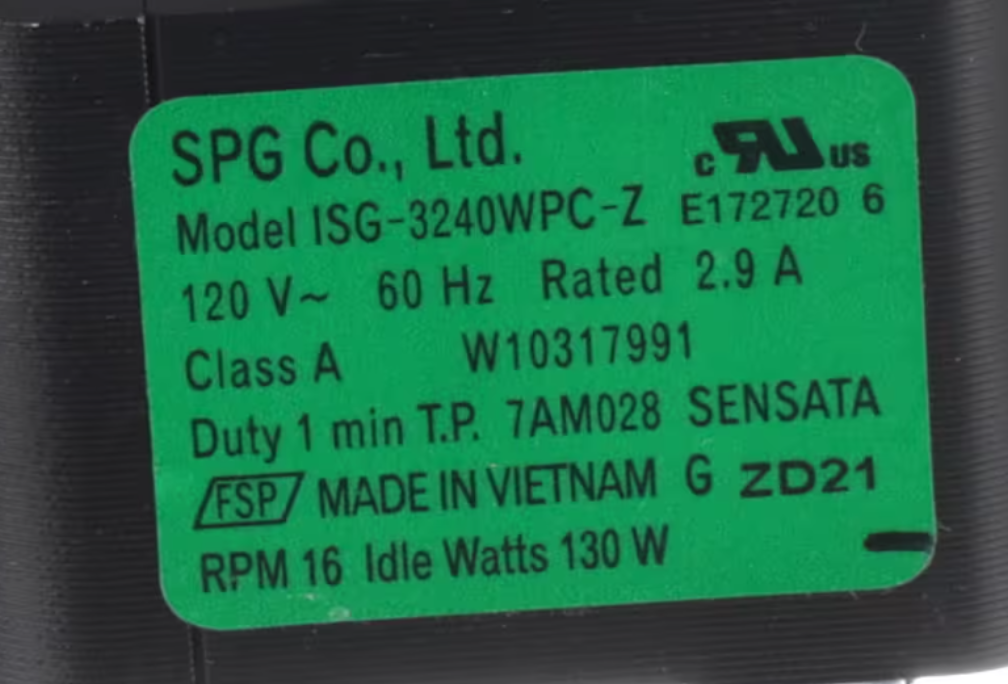 SPG Co., Ltd.
c RU US
Model ISG-3240WPC-Z E172720 6
120 V~ 60 Hz Rated 2.9 A
Class A W10317991
Duty 1 min T.P. 7AM028 SENSATA
FSP MADE IN VIETNAM G ZD21
RPM 16 Idle Watts 130 W